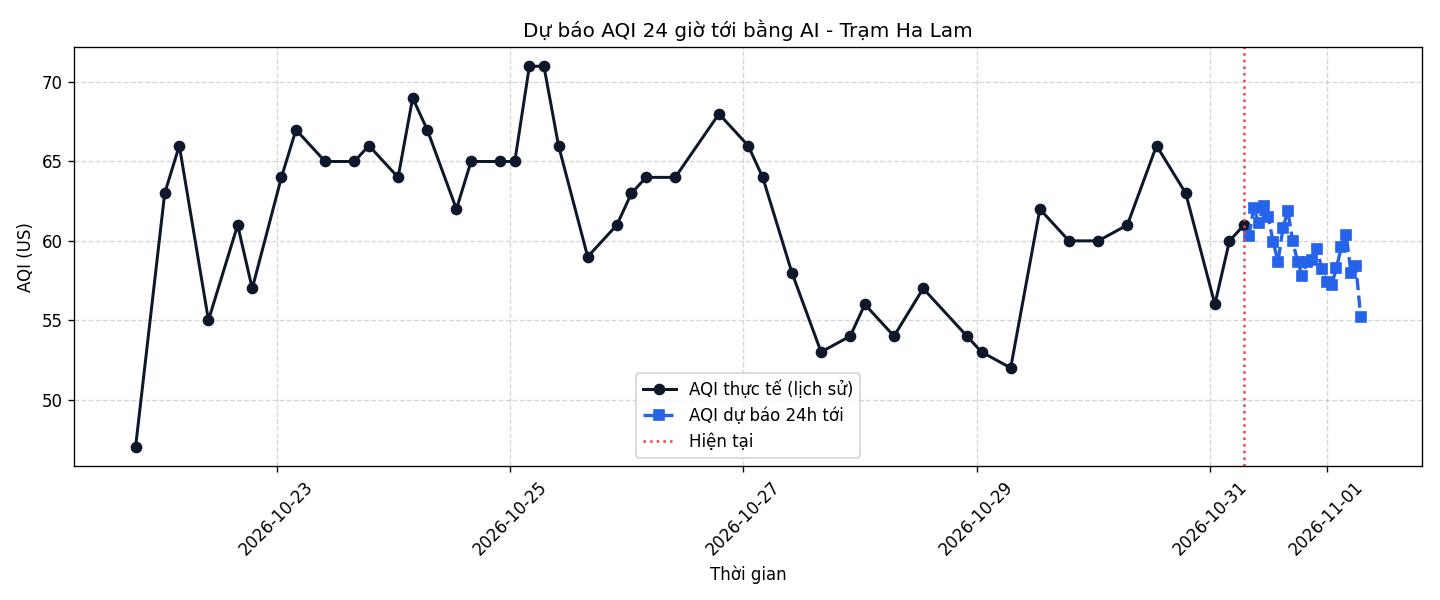 Dự báo AQI 24 giờ tới bằng AI - Trạm Ha Lam
AQI (US)
70
65
60
55
50
AQI thực tế (lịch sử)
AQI dự báo 24h tới
Hiện tại
2026-10-23
2026-10-25
2026-10-27
2026-10-29
2026-10-31
2026-11-01
Thời gian